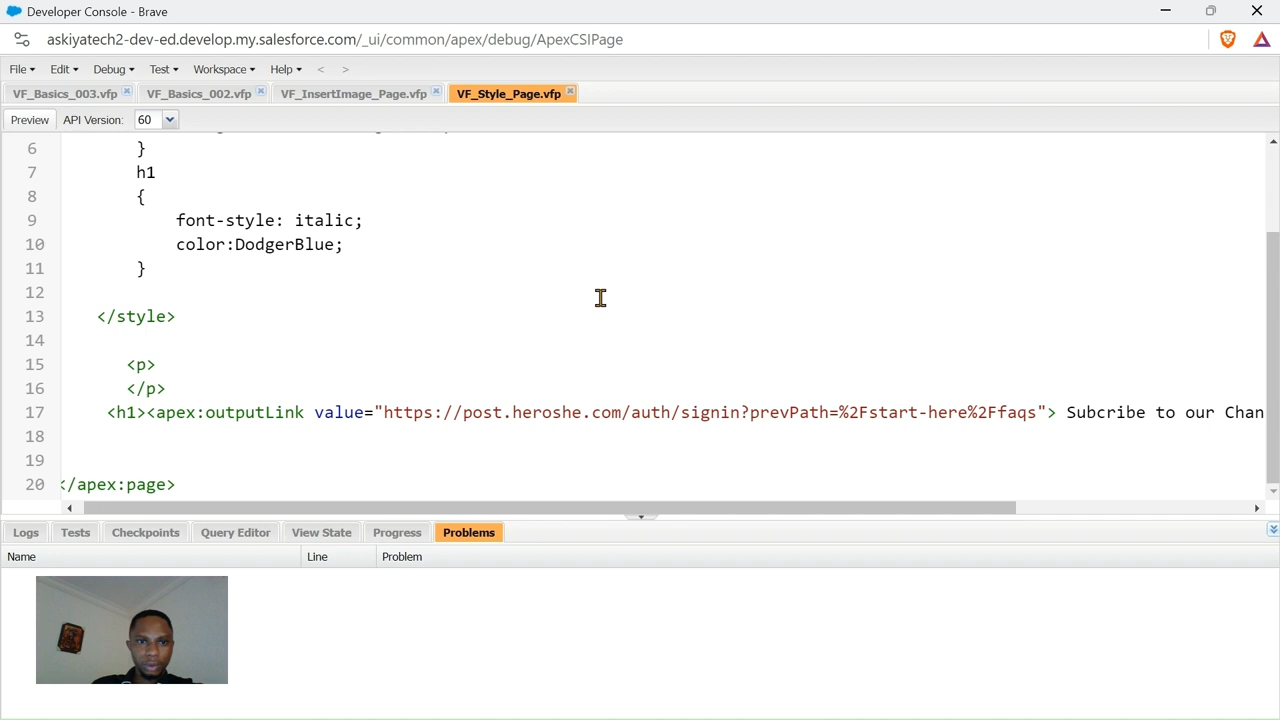 Developer Console - Brave
askiyatech2-dev-ed.develop.my.salesforce.com/_ui/common/apex/debug/ApexCSIPage
File Edit Debug Test Workspace Help < >
VF_Basics_003.vfp VF_Basics_002.vfp VF_InsertImage_Page.vfp VF_Style_Page.vfp
Preview API Version: 60
6 }
7 h1
8 {
9 font-style: italic;
10 color:DodgerBlue;
11 }
12
13 </style>
14
15 <p>
16 </p>
17 <h1><apex:outputLink value="https://post.heroshe.com/auth/signin?prevPath=%2Fstart-here%2Ffaqs"> Subcribe to our Chan
18
19
20 </apex:page>
Logs Tests Checkpoints Query Editor View State Progress Problems
Name Line Problem